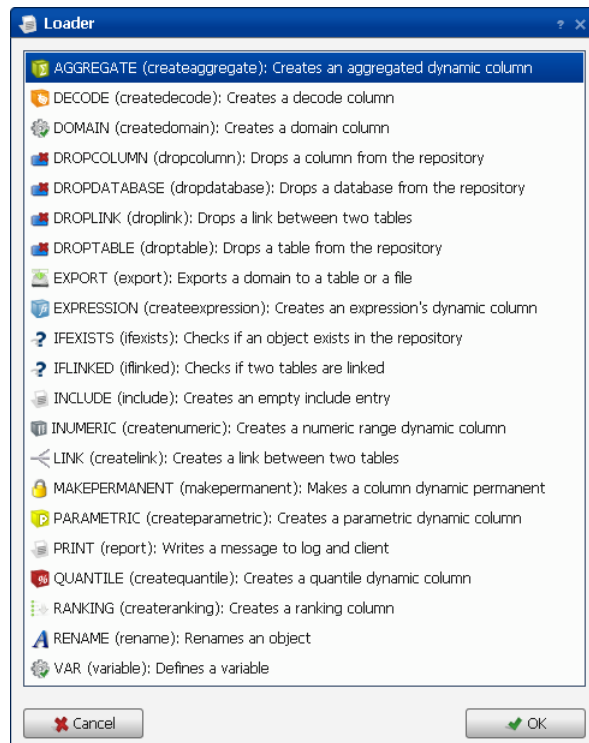 Loader
AGGREGATE (createaggregate): Creates an aggregated dynamic column
DECODE (createdecode): Creates a decode column
DOMAIN (createdomain): Creates a domain column
DROPCOLUMN (dropcolumn): Drops a column from the repository
DROPDATABASE (dropdatabase): Drops a database from the repository
DROPLINK (droplink): Drops a link between two tables
DROPTABLE (droptable): Drops a table from the repository
EXPORT (export): Exports a domain to a table or a file
EXPRESSION (createexpression): Creates an expression's dynamic column
IFEXISTS (ifexists): Checks if an object exists in the repository
IFLINKED (iflinked): Checks if two tables are linked
INCLUDE (include): Creates an empty include entry
INUMERIC (createnumeric): Creates a numeric range dynamic column
LINK (createlink): Creates a link between two tables
MAKEPERMANENT (makepermanent): Makes a column dynamic permanent
PARAMETRIC (createparametric): Creates a parametric dynamic column
PRINT (report): Writes a message to log and client
QUANTILE (createquantile): Creates a quantile dynamic column
RANKING (createranking): Creates a ranking column
RENAME (rename): Renames an object
VAR (variable): Defines a variable
Cancel OK